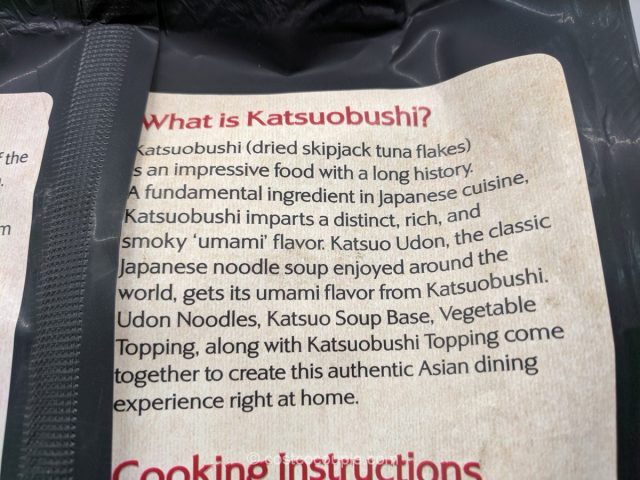 What is Katsuobushi?
Katsuobushi (dried skipjack tuna flakes)
is an impressive food with a long history.
A fundamental ingredient in Japanese cuisine,
Katsuobushi imparts a distinct, rich, and
smoky 'umami' flavor. Katsuo Udon, the classic
Japanese noodle soup enjoyed around the
world, gets its umami flavor from Katsuobushi.
Udon Noodles, Katsuo Soup Base, Vegetable
Topping, along with Katsuobushi Topping come
together to create this authentic Asian dining
experience right at home.
Cooking Instructions
the